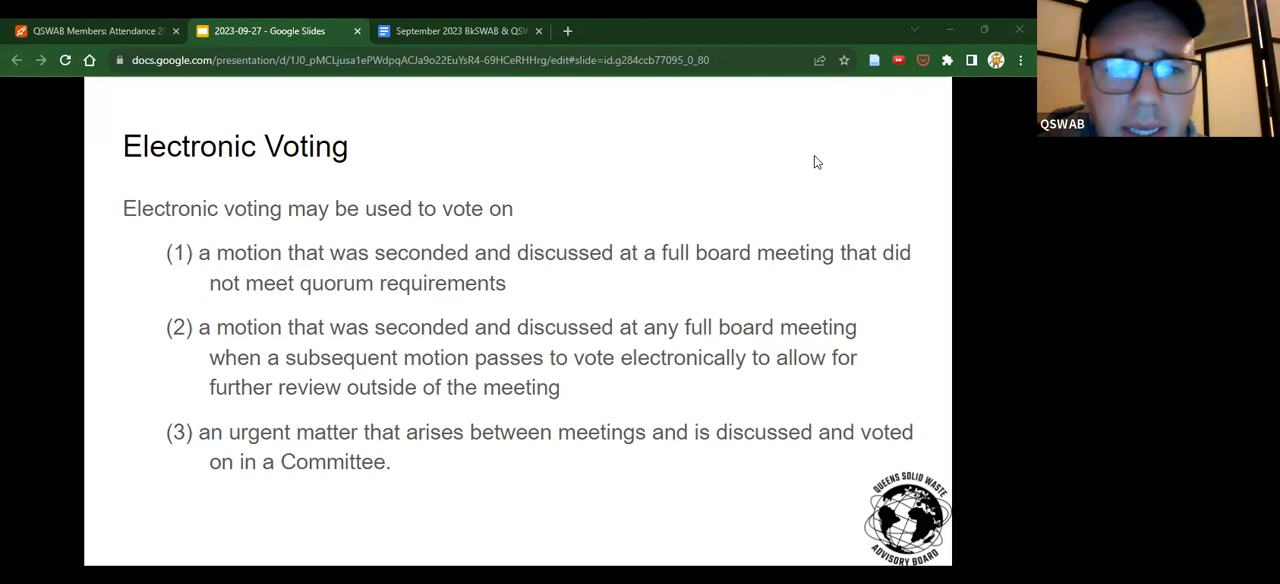 QSWAB Members: Attendance 20
2023-09-27 - Google Slides
September 2023 BkSWAB & QSW
docs.google.com/presentation/d/1J0_pMCLjusa1ePWdpqACJa9o22EuYsR4-69HCeRHHrg/edit#slide=id.g284ccb77095_0_80
QSWAB
Electronic Voting
Electronic voting may be used to vote on
(1) a motion that was seconded and discussed at a full board meeting that did
not meet quorum requirements
(2) a motion that was seconded and discussed at any full board meeting
when a subsequent motion passes to vote electronically to allow for
further review outside of the meeting
(3) an urgent matter that arises between meetings and is discussed and voted
on in a Committee.
QUEENS SOLID WASTE
ADVISORY BOARD